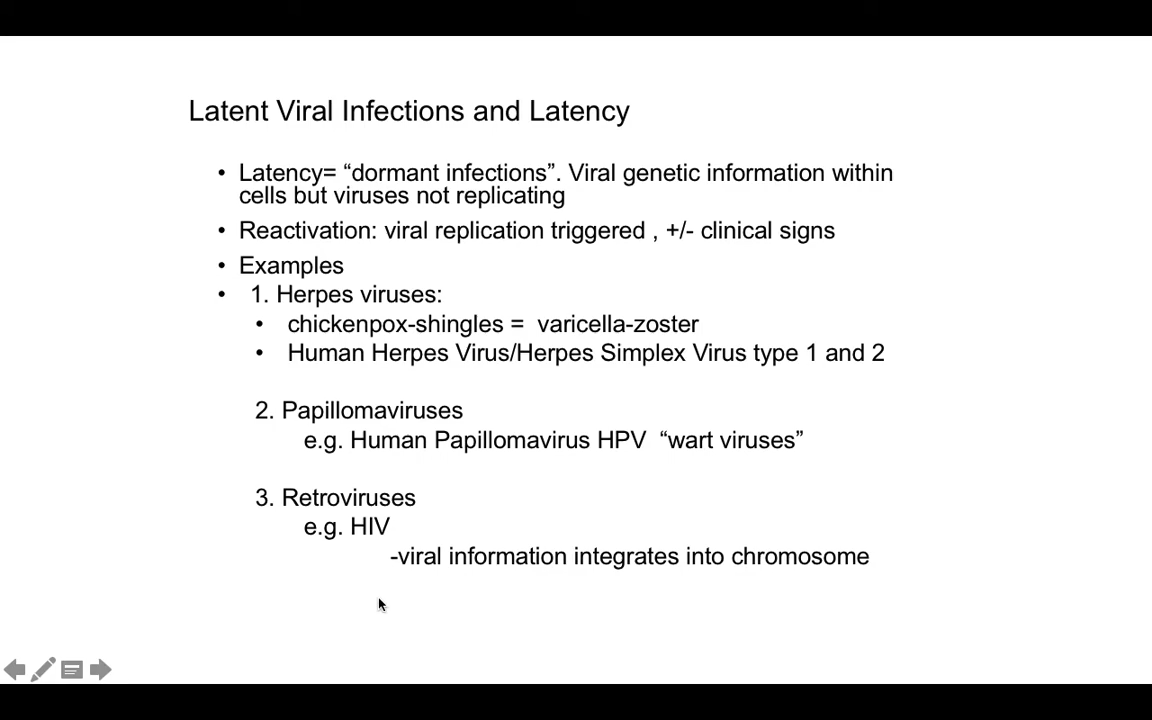 Latent Viral Infections and Latency
• Latency= “dormant infections”. Viral genetic information within
cells but viruses not replicating
• Reactivation: viral replication triggered , +/- clinical signs
• Examples
• 1. Herpes viruses:
• chickenpox-shingles = varicella-zoster
• Human Herpes Virus/Herpes Simplex Virus type 1 and 2
2. Papillomaviruses
e.g. Human Papillomavirus HPV “wart viruses”
3. Retroviruses
e.g. HIV
-viral information integrates into chromosome